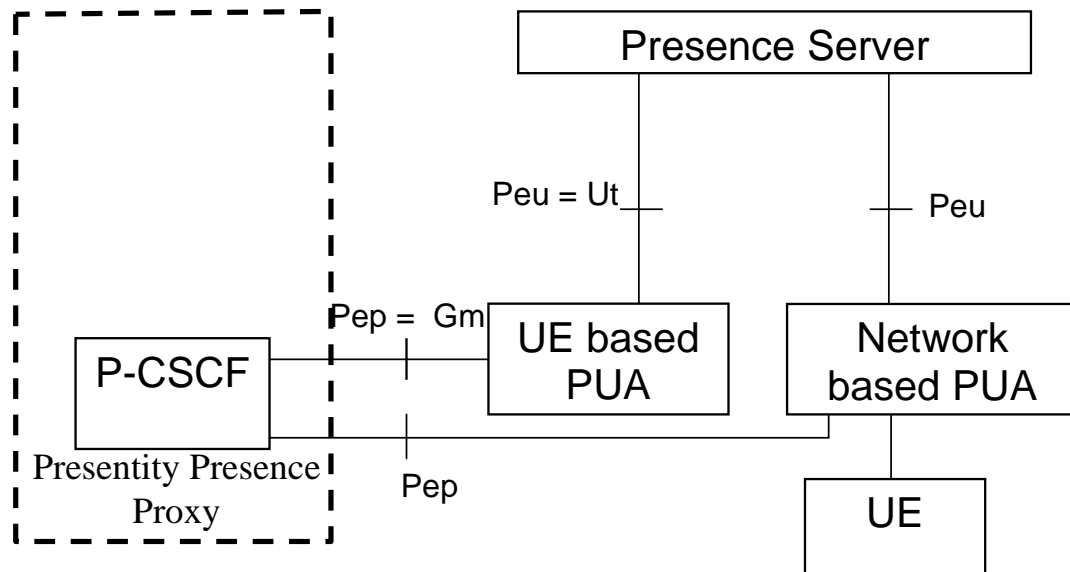 Presence Server
Peu = Ut
Peu
Pep = Gm
P-CSCF
UE based
PUA
Network
based PUA
Presentity Presence
Proxy
Pep
UE